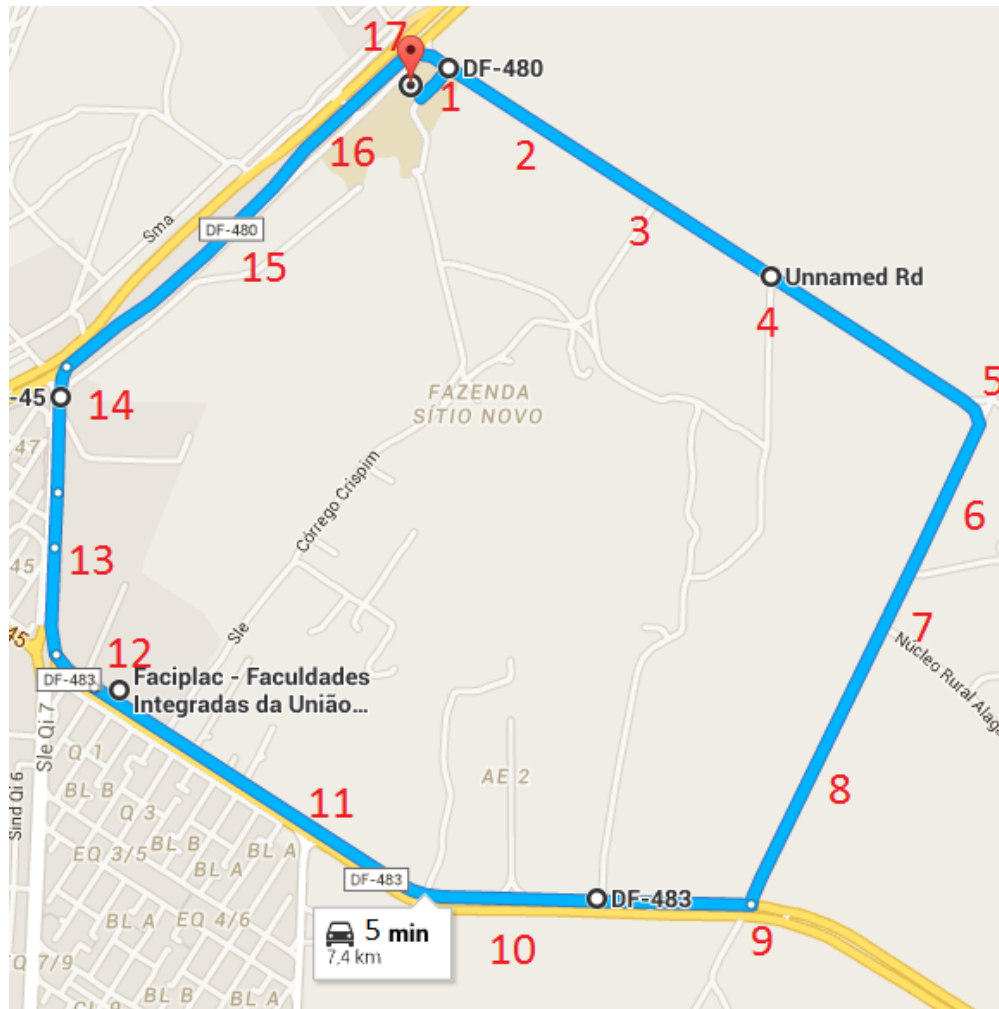 17
DF-480
1
2
16
Sma
DF-480
3
15
Unnamed Rd
4
5
-45
14
FAZENDA
SÍTIO NOVO
47
Córrego Crispim
6
13
45
7
Sle
45
12
Núcleo Rural Alaga
DF-483
Faciplac - Faculdades
Integradas da União...
Sle Qi 7
Q 1
AE 2
8
Sind Qi 6
BL B
Q 3
11
EQ 3/5
BL B
BL A
BL A
DF-483
DF-483
BL A
EQ 4/6
5 min
7,4 km
10
9
EQ 7/9
BL A
BL B
BL B
BL A